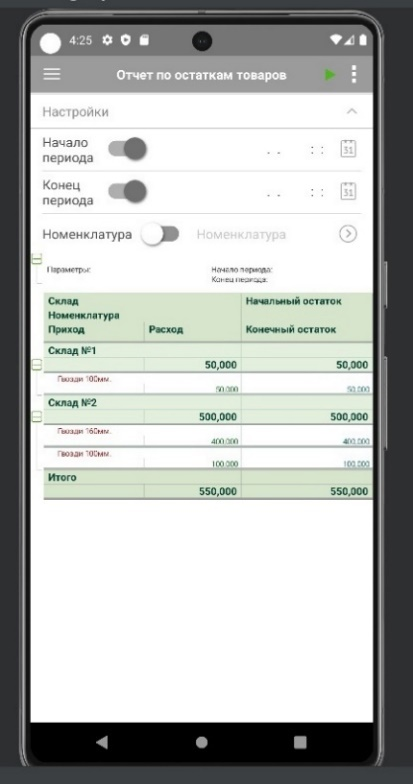 4:25
Отчет по остаткам товаров
Настройки
Начало
периода
. . : : 31
Конец
периода
. . : : 31
Номенклатура Номенклатура
Параметры: Начало периода:
Конец периода:
Склад Начальный остаток
Номенклатура
Приход Расход Конечный остаток
Склад №1
50,000 50,000
Гвозди 100мм.
50,000 50,000
Склад №2
500,000 500,000
Гвозди 160мм.
400,000 400,000
Гвозди 100мм.
100,000 100,000
Итого
550,000 550,000